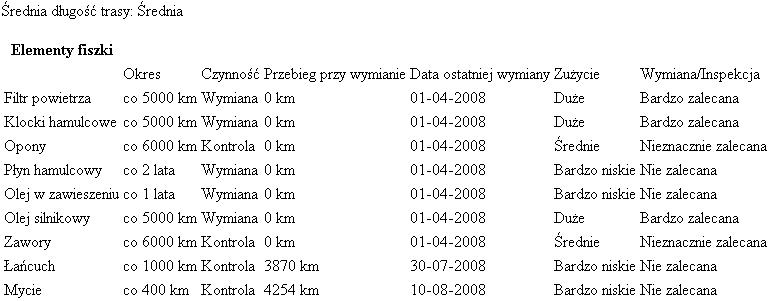 Średnia długość trasy: Średnia
Elementy fiszki
Okres Czynność Przebieg przy wymianie Data ostatniej wymiany Zużycie Wymiana/Inspekcja
Filtr powietrza co 5000 km Wymiana 0 km 01-04-2008 Duże Bardzo zalecana
Klocki hamulcowe co 5000 km Wymiana 0 km 01-04-2008 Duże Bardzo zalecana
Opony co 6000 km Kontrola 0 km 01-04-2008 Średnie Nieznacznie zalecana
Płyn hamulcowy co 2 lata Wymiana 0 km 01-04-2008 Bardzo niskie Nie zalecana
Olej w zawieszeniu co 1 lata Wymiana 0 km 01-04-2008 Bardzo niskie Nie zalecana
Olej silnikowy co 5000 km Wymiana 0 km 01-04-2008 Duże Bardzo zalecana
Zawory co 6000 km Kontrola 0 km 01-04-2008 Średnie Nieznacznie zalecana
Łańcuch co 1000 km Kontrola 3870 km 30-07-2008 Bardzo niskie Nie zalecana
Mycie co 400 km Kontrola 4254 km 10-08-2008 Bardzo niskie Nie zalecana